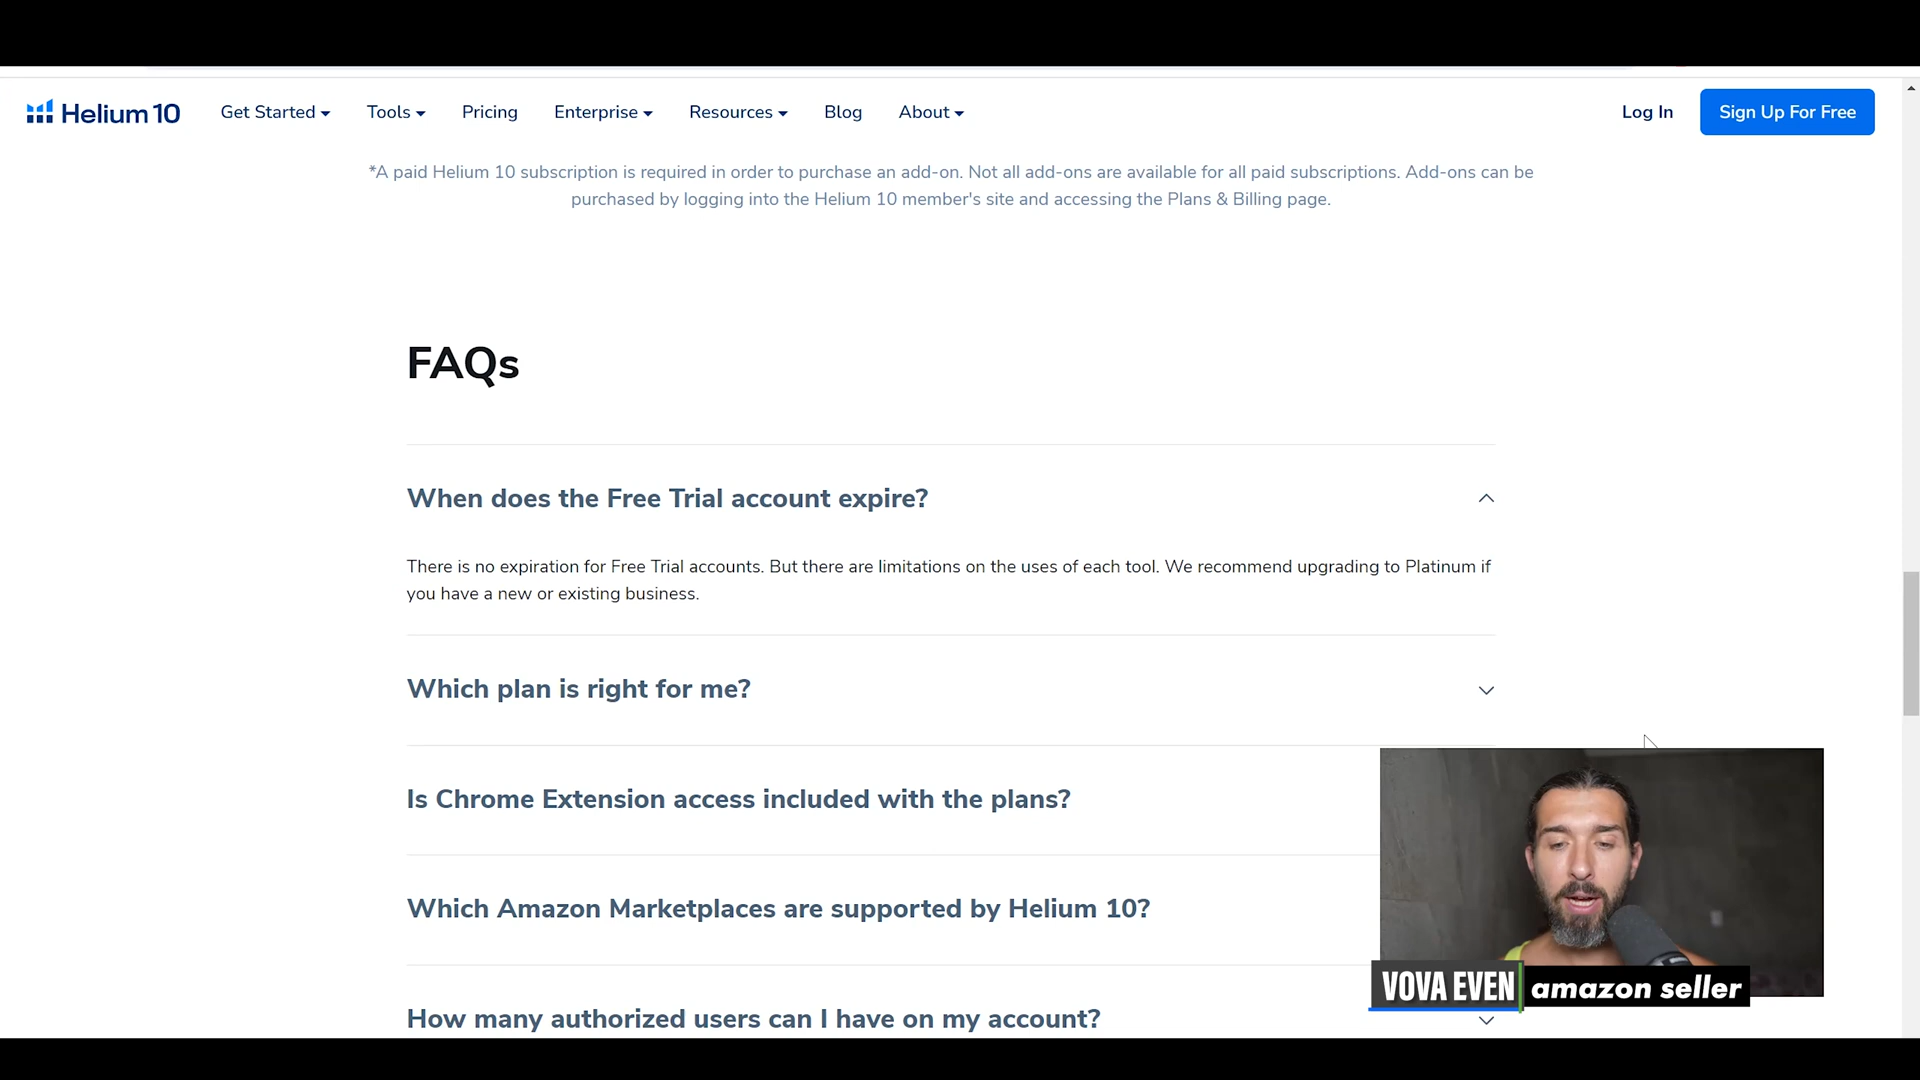 Helium 10 Get Started Tools Pricing Enterprise Resources Blog About Log In Sign Up For Free
*A paid Helium 10 subscription is required in order to purchase an add-on. Not all add-ons are available for all paid subscriptions. Add-ons can be
purchased by logging into the Helium 10 member's site and accessing the Plans & Billing page.
FAQs
When does the Free Trial account expire?
There is no expiration for Free Trial accounts. But there are limitations on the uses of each tool. We recommend upgrading to Platinum if
you have a new or existing business.
Which plan is right for me?
Is Chrome Extension access included with the plans?
Which Amazon Marketplaces are supported by Helium 10?
How many authorized users can I have on my account?
VOVA EVEN amazon seller